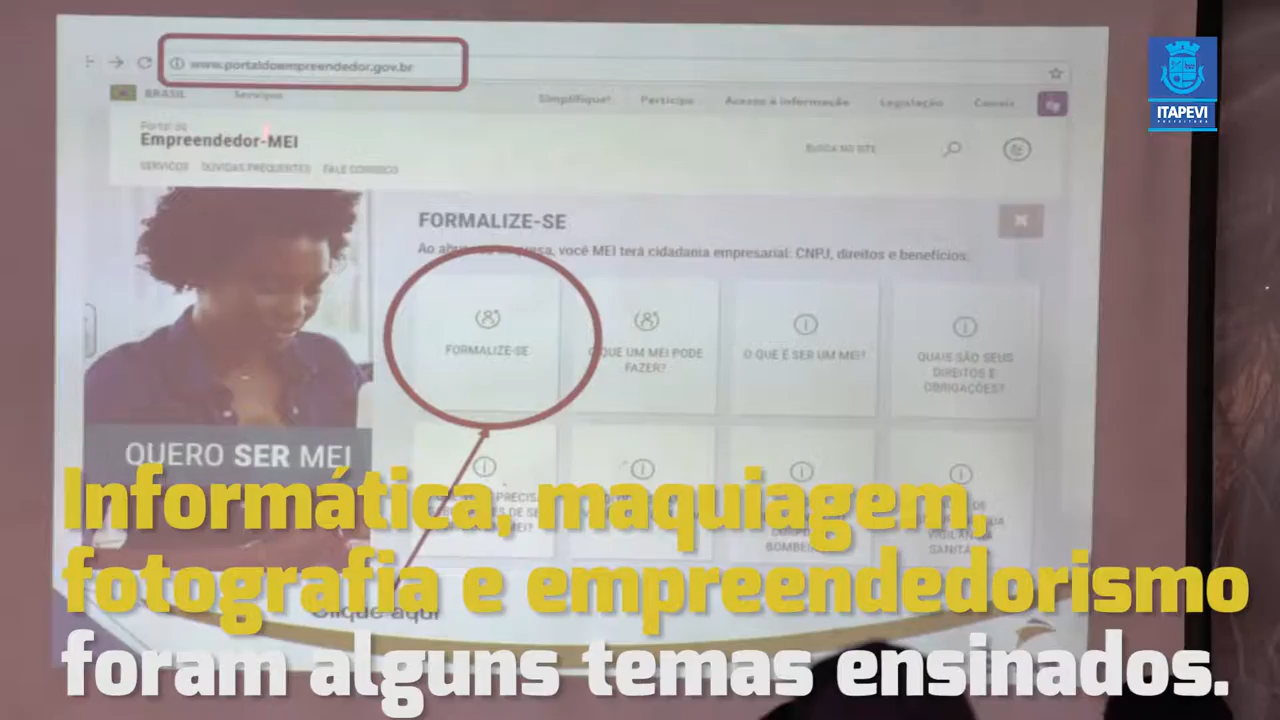 www.portaldoempreendedor.gov.br
ITAPEVI
PREFEITURA
BRASIL Serviços Simplifique! Participe Acesso à informação Legislação Canais
Portal do
Empreendedor-MEI
BUSCA NO SITE
SERVIÇOS DÚVIDAS FREQUENTES FALE CONOSCO
FORMALIZE-SE
Ao abrir empresa, você MEI terá cidadania empresarial: CNPJ, direitos e benefícios.
FORMALIZE-SE
O QUE UM MEI PODE
FAZER?
O QUE É SER UM MEI?
QUAIS SÃO SEUS
DIREITOS E
OBRIGAÇÕES?
QUERO SER MEI
MEI?
Clique aqui
Informática, maquiagem,
fotografia e empreendedorismo
foram alguns temas ensinados.